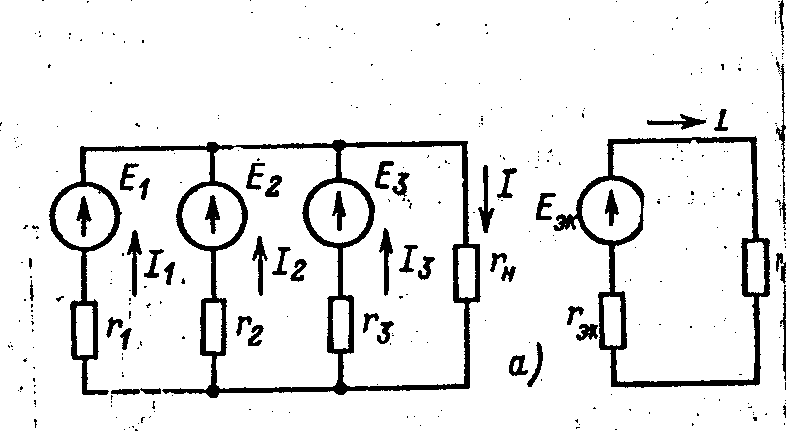 I
E1 E2 E3 I Eэк
I1 I2 I3 rн
r1 r2 r3 rэк
а)